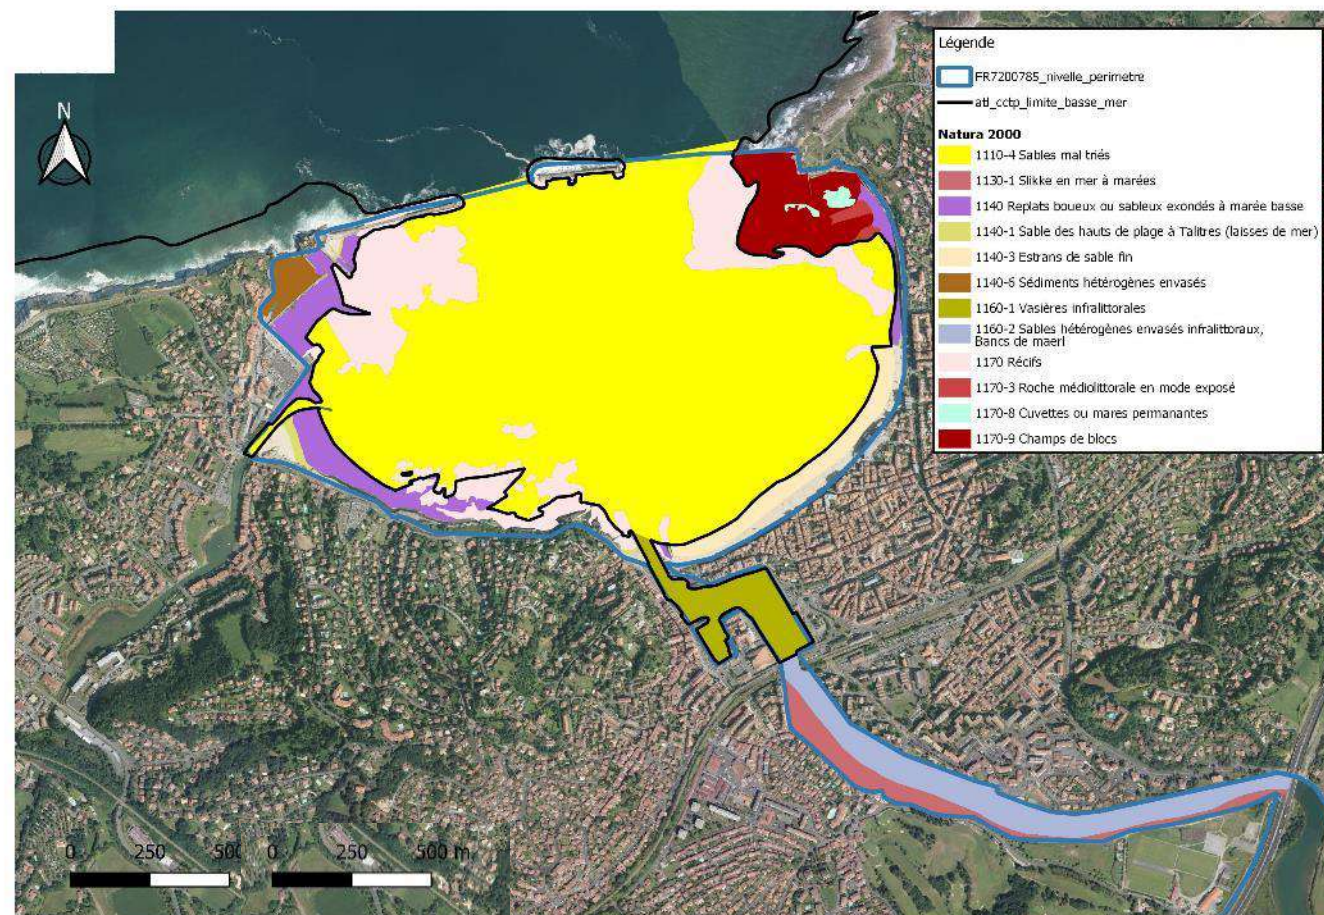 Légende
FR7200785_nivelle_perimetre
atl_cctp_limite_basse_mer
N
Natura 2000
1110-4 Sables mal triés
1130-1 Slikke en mer à marées
1140 Replats boueux ou sableux exondés à marée basse
1140-1 Sable des hauts de plage à Talitres (laisses de mer)
1140-3 Estrans de sable fin
1140-6 Sédiments hétérogènes envasés
1160-1 Vasières infralittorales
1160-2 Sables hétérogènes envasés infralittoraux,
Bancs de maerl
1170 Récifs
1170-3 Roche médiolittorale en mode exposé
1170-8 Cuvettes ou mares permanantes
1170-9 Champs de blocs
0 250 500 0 250 500 m